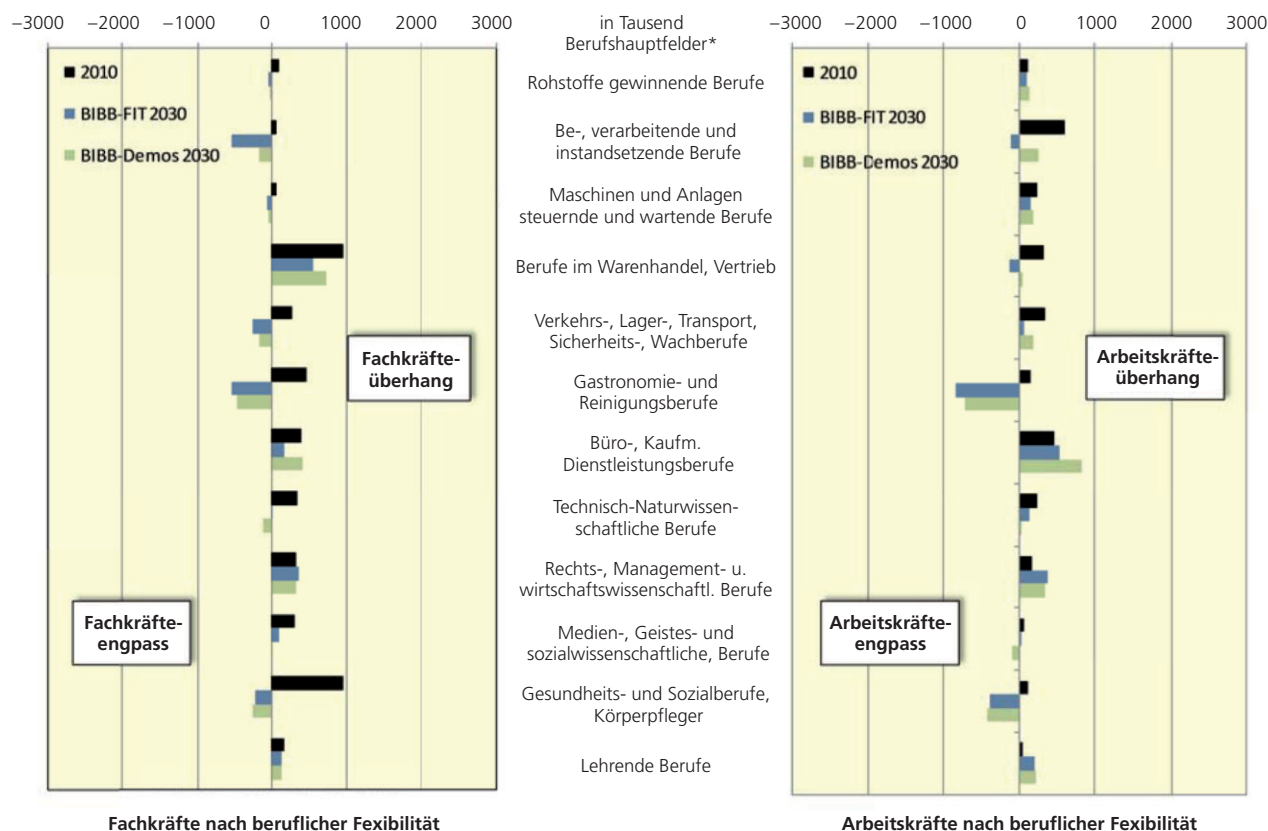 −3000 −2000 −1000 0 1000 2000 3000
in Tausend
Berufshauptfelder*
−3000 −2000 −1000 0 1000 2000 3000
2010
BIBB-FIT 2030
BIBB-Demos 2030
Fachkräfte-
überhang
Fachkräfte-
engpass
Rohstoffe gewinnende Berufe
Be-, verarbeitende und
instandsetzende Berufe
Maschinen und Anlagen
steuernde und wartende Berufe
Berufe im Warenhandel, Vertrieb
Verkehrs-, Lager-, Transport,
Sicherheits-, Wachberufe
Gastronomie- und
Reinigungsberufe
Büro-, Kaufm.
Dienstleistungsberufe
Technisch-Naturwissen-
schaftliche Berufe
Rechts-, Management- u.
wirtschaftswissenschaftl. Berufe
Medien-, Geistes- und
sozialwissenschaftliche, Berufe
Gesundheits- und Sozialberufe,
Körperpfleger
Lehrende Berufe
2010
BIBB-FIT 2030
BIBB-Demos 2030
Arbeitskräfte-
überhang
Arbeitskräfte-
engpass
Fachkräfte nach beruflicher Fexibilität
Arbeitskräfte nach beruflicher Fexibilität